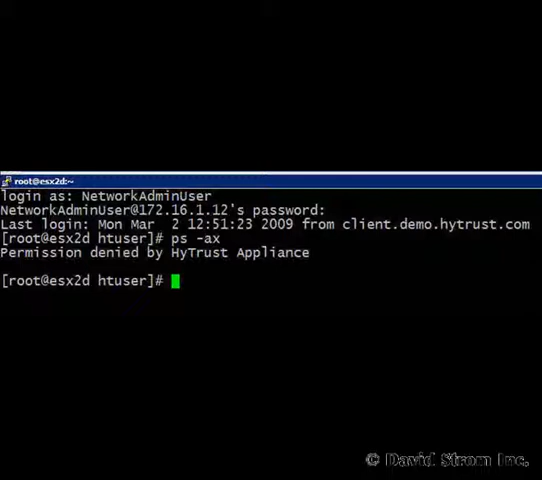 root@esx2d:~
login as: NetworkAdminUser
NetworkAdminUser@172.16.1.12's password:
Last login: Mon Mar  2 12:51:23 2009 from client.demo.hytrust.com
[root@esx2d htuser]# ps -ax
Permission denied by HyTrust Appliance
[root@esx2d htuser]#
© David Strom Inc.